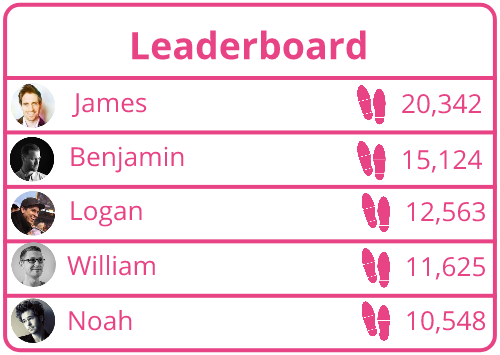 Leaderboard
James 20,342
Benjamin 15,124
Logan 12,563
William 11,625
Noah 10,548